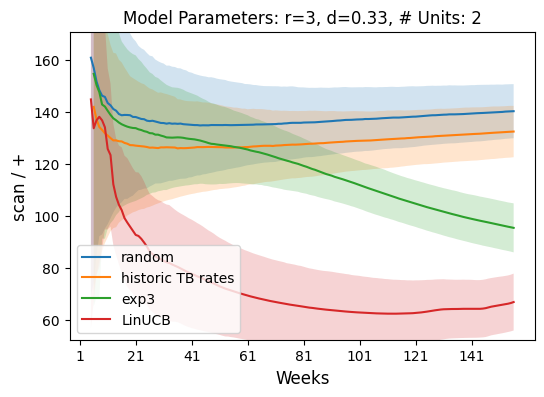 Model Parameters: r=3, d=0.33, # Units: 2
scan / +
160
140
120
100
80
60
random
historic TB rates
exp3
LinUCB
1 21 41 61 81 101 121 141
Weeks